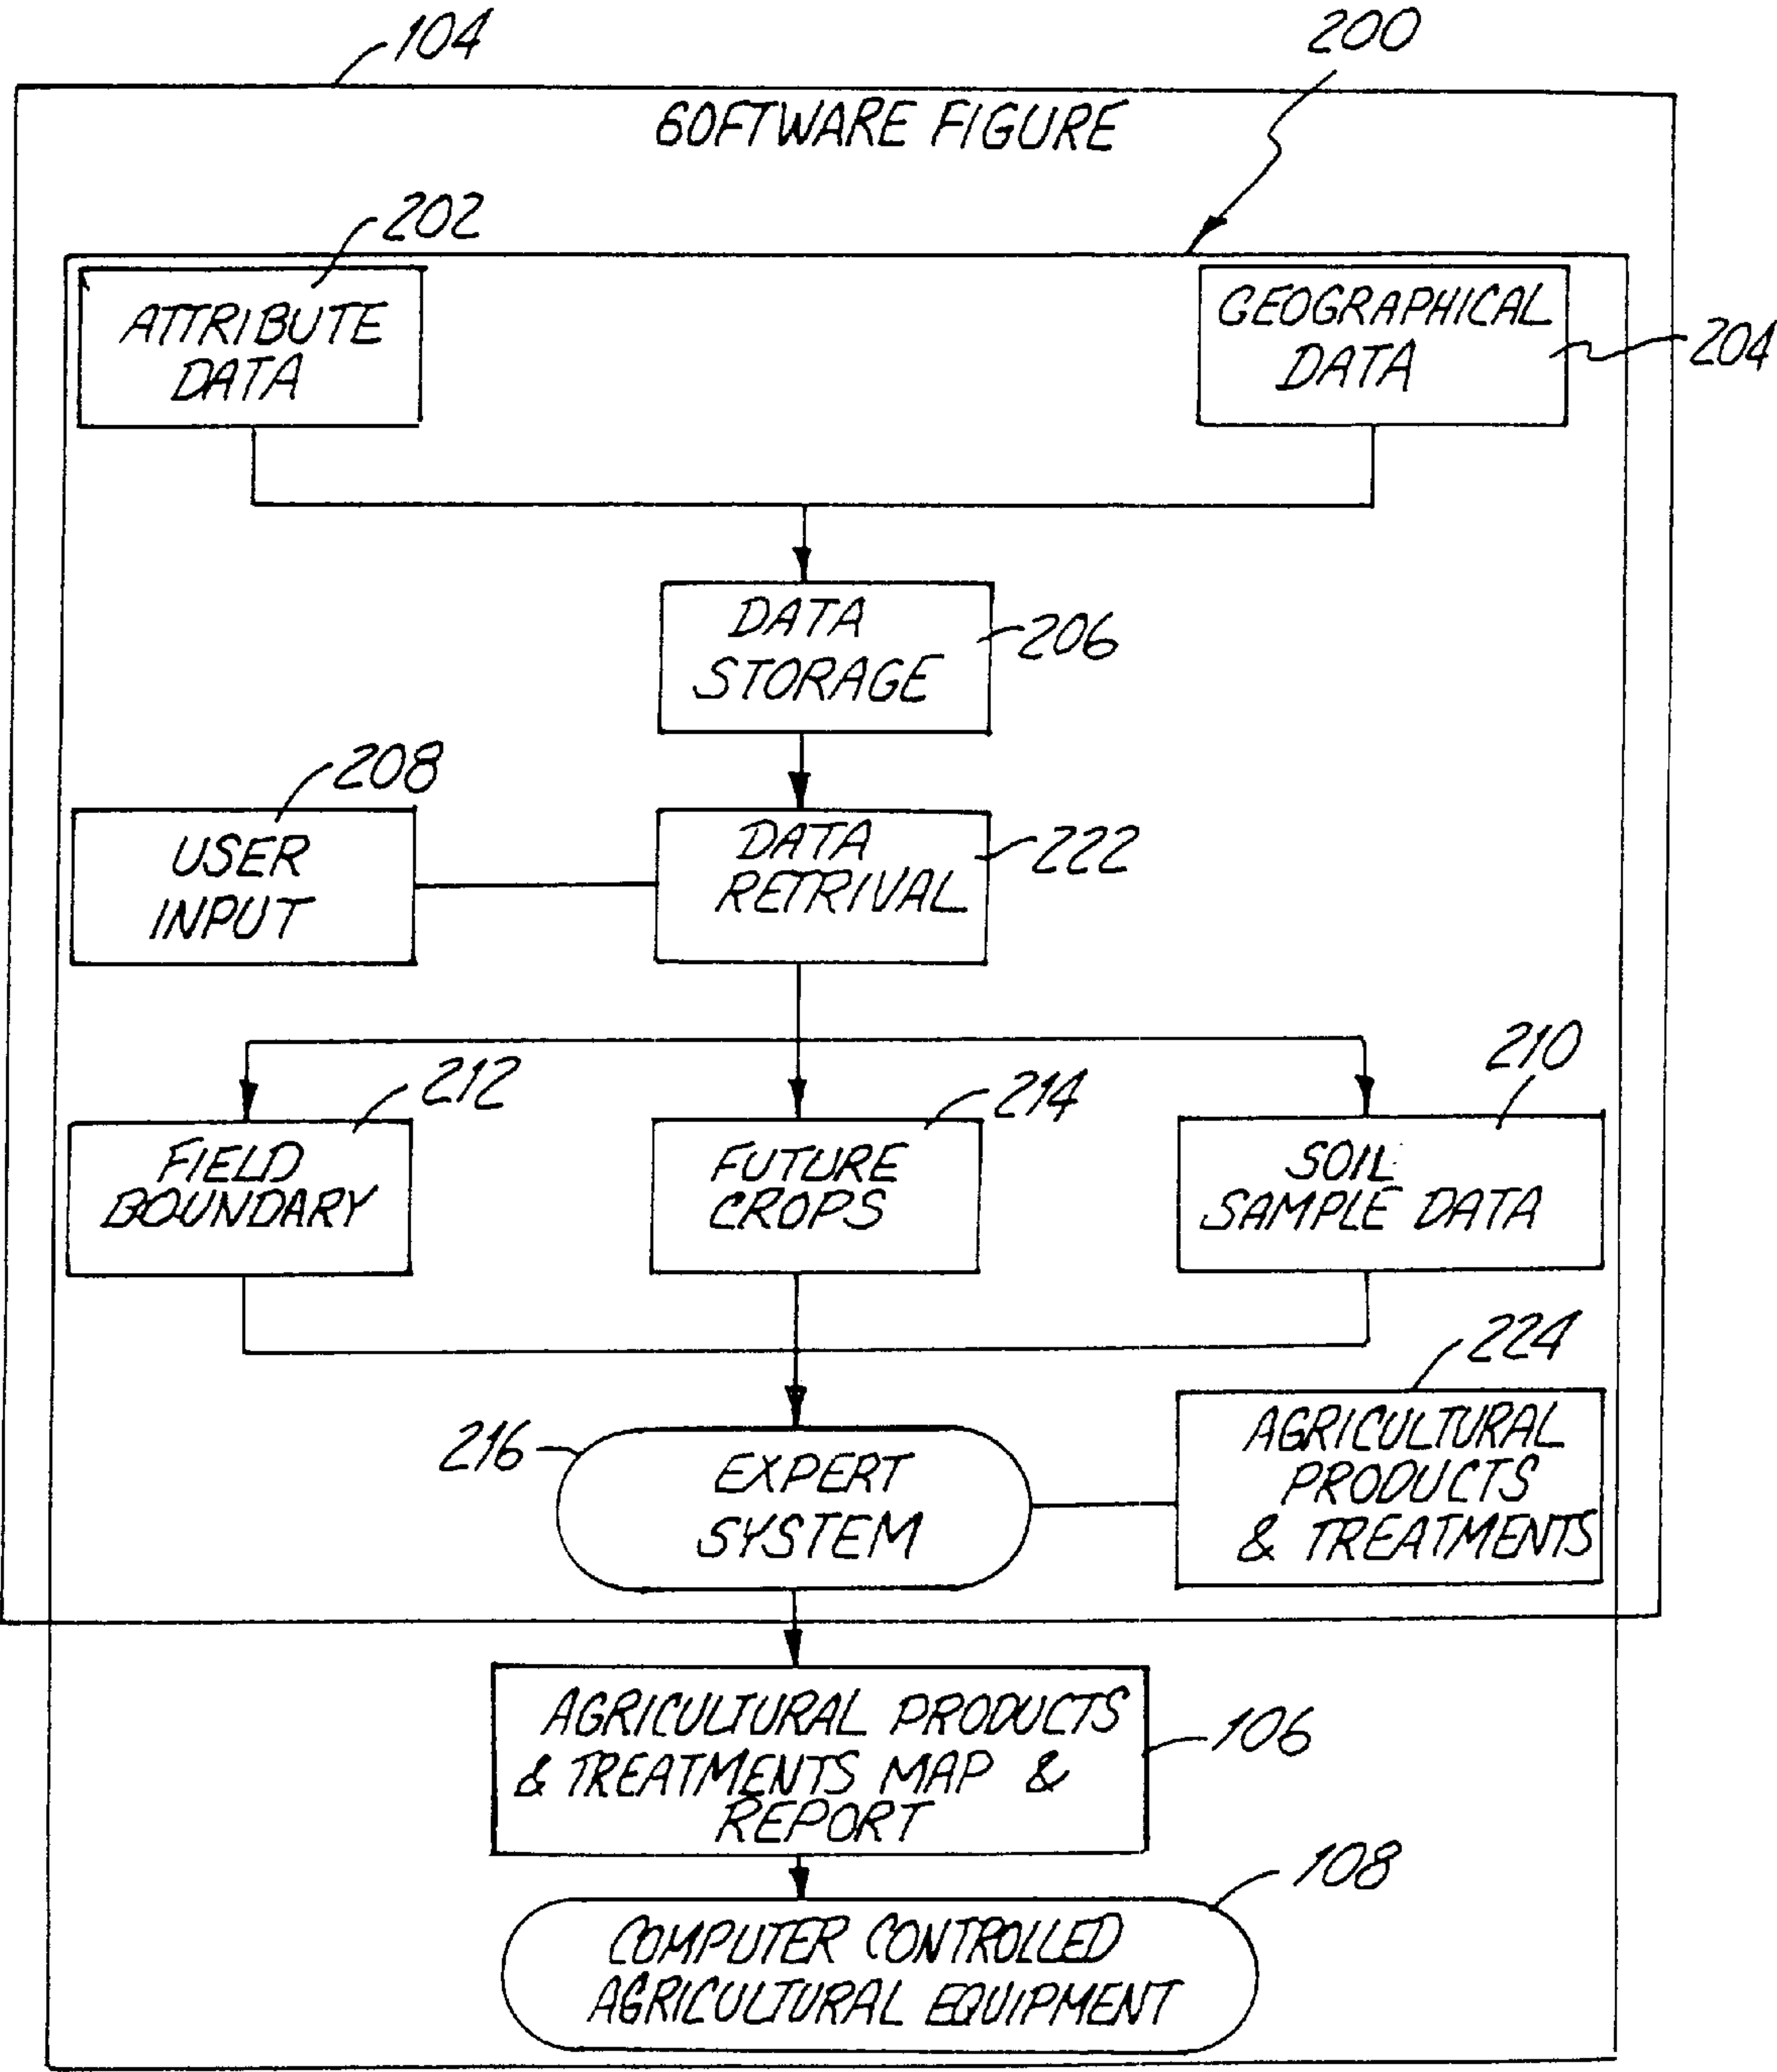 104
200
SOFTWARE FIGURE
202
ATTRIBUTE
DATA
GEOGRAPHICAL
DATA
204
DATA
STORAGE
206
208
USER
INPUT
DATA
RETRIVAL
222
212
214
210
FIELD
BOUNDARY
FUTURE
CROPS
SOIL
SAMPLE DATA
224
216
EXPERT
SYSTEM
AGRICULTURAL
PRODUCTS
& TREATMENTS
AGRICULTURAL PRODUCTS
& TREATMENTS MAP &
REPORT
106
108
COMPUTER CONTROLLED
AGRICULTURAL EQUIPMENT